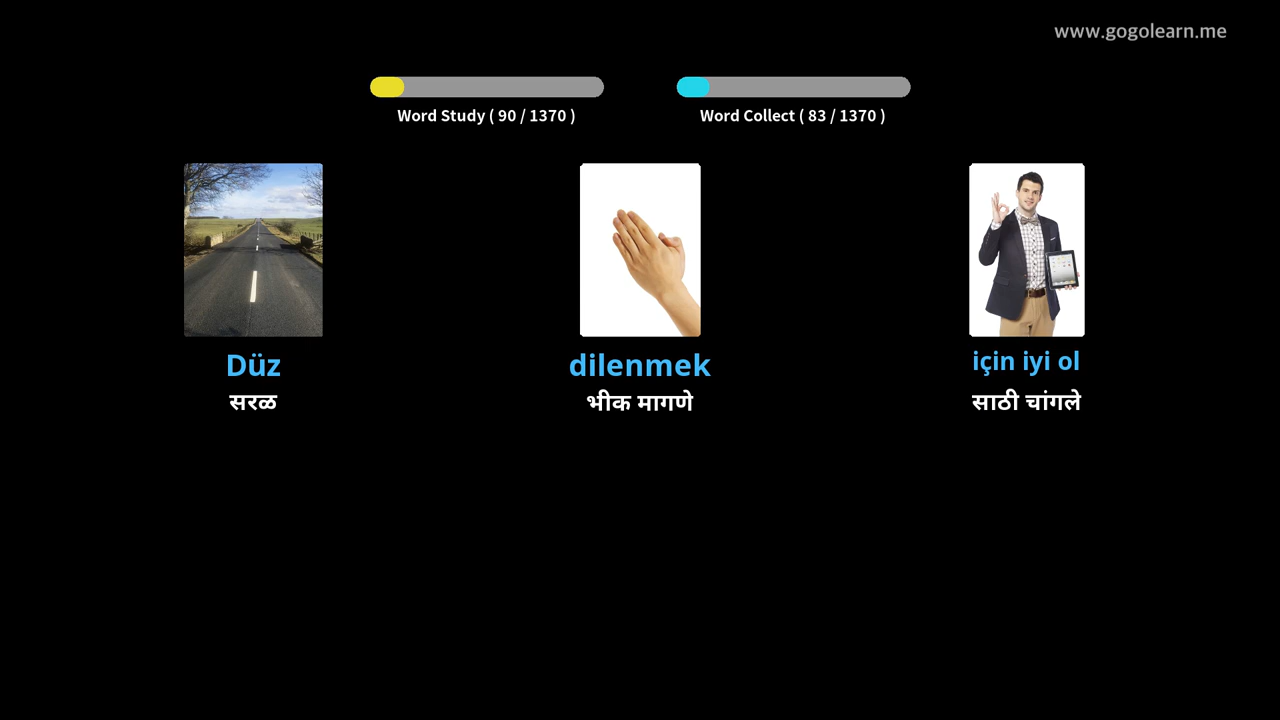 www.gogolearn.me
Word Study ( 90 / 1370 )
Word Collect ( 83 / 1370 )
Düz
सरळ
dilenmek
भीक मागणे
için iyi ol
साठी चांगले